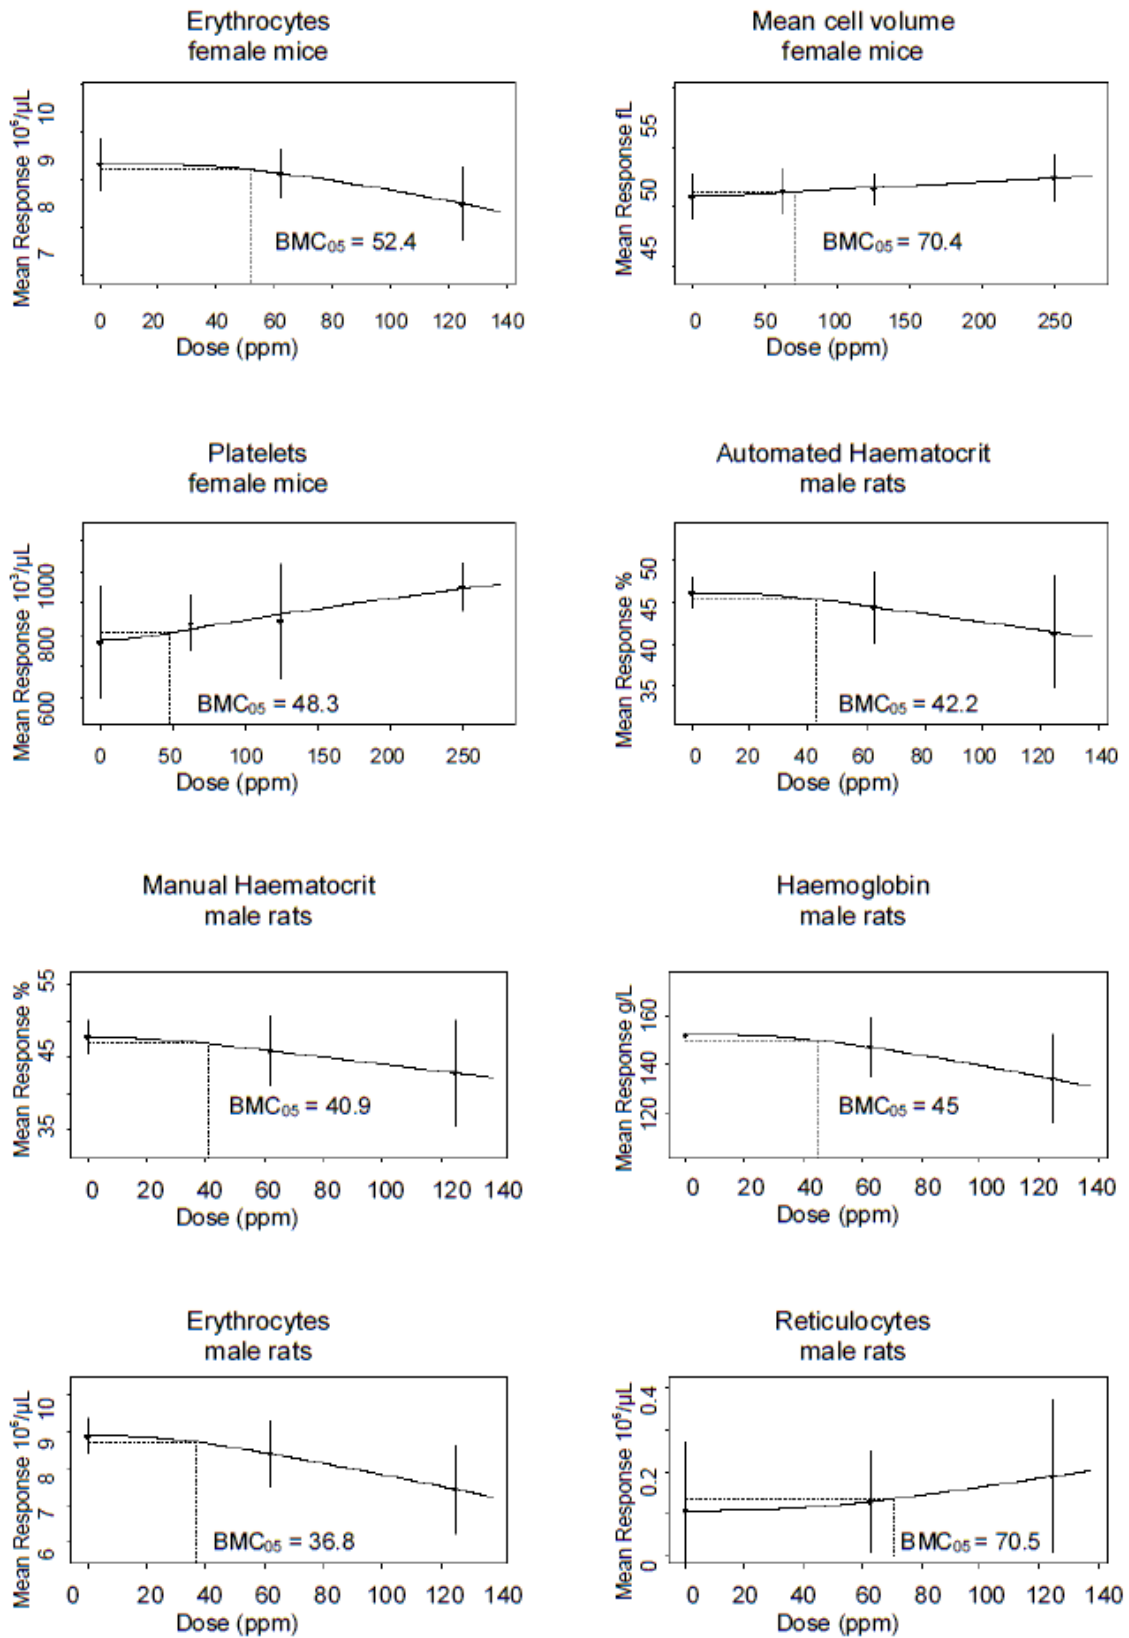 Erythrocytes
female mice
Mean Response 10⁶/µL
10
9
8
7
BMC₀₅ = 52.4
0 20 40 60 80 100 120 140
Dose (ppm)
Mean cell volume
female mice
Mean Response fL
55
50
45
BMC₀₅ = 70.4
0 50 100 150 200 250
Dose (ppm)
Platelets
female mice
Mean Response 10³/µL
1000
800
600
BMC₀₅ = 48.3
0 50 100 150 200 250
Dose (ppm)
Automated Haematocrit
male rats
Mean Response %
50
45
40
35
BMC₀₅ = 42.2
0 20 40 60 80 100 120 140
Dose (ppm)
Manual Haematocrit
male rats
Mean Response %
55
45
35
BMC₀₅ = 40.9
0 20 40 60 80 100 120 140
Dose (ppm)
Haemoglobin
male rats
Mean Response g/L
160
140
120
BMC₀₅ = 45
0 20 40 60 80 100 120 140
Dose (ppm)
Erythrocytes
male rats
Mean Response 10⁶/µL
10
9
8
7
6
BMC₀₅ = 36.8
0 20 40 60 80 100 120 140
Dose (ppm)
Reticulocytes
male rats
Mean Response 10⁶/µL
0.4
0.2
0
BMC₀₅ = 70.5
0 20 40 60 80 100 120 140
Dose (ppm)